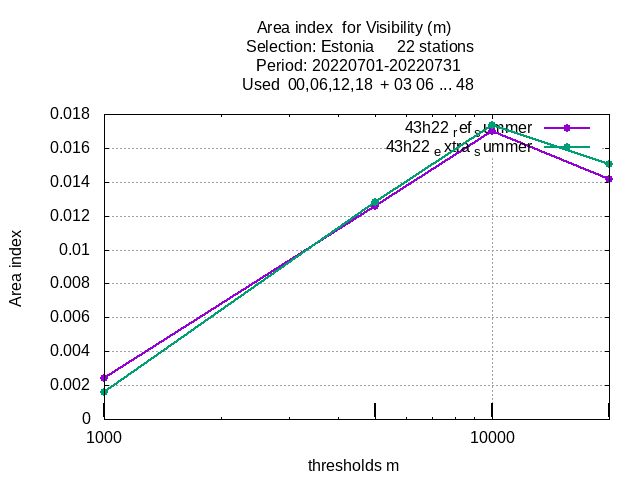 Area index for Visibility (m)
Selection: Estonia 22 stations
Period: 20220701-20220731
Used 00,06,12,18 + 03 06 ... 48
43h22 ref summer
43h22 extra summer
0.018
0.016
0.014
0.012
0.01
0.008
0.006
0.004
0.002
0
Area index
1000
10000
thresholds m